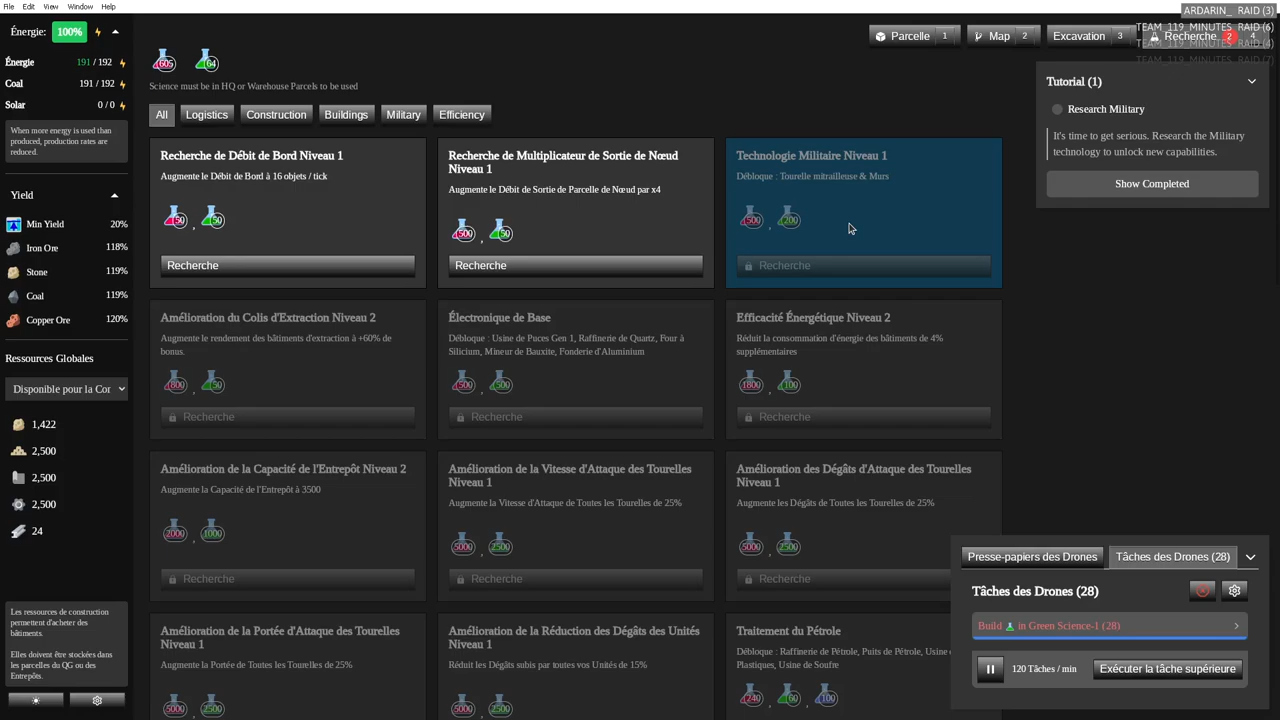 File Edit View Window Help
ARDARIN_ RAID (3)
TEAM_119_MINUTES_RAID (6)
TEAM_119_MINUTES_RAID (4)
TEAM_119_MINUTES_RAID (7)
Énergie: 100%
Énergie 191 / 192
Coal 191 / 192
Solar 0 / 0
When more energy is used than produced, production rates are reduced.
Yield
Min Yield 20%
Iron Ore 118%
Stone 119%
Coal 119%
Copper Ore 120%
Ressources Globales
Disponible pour la Cor
1,422
2,500
2,500
2,500
24
Les ressources de construction permettent d'acheter des bâtiments.
Elles doivent être stockées dans les parcelles du QG ou des Entrepôts.
605 64
Science must be in HQ or Warehouse Parcels to be used
Parcelle 1 Map 2 Excavation 3 Recherche 2 4
All Logistics Construction Buildings Military Efficiency
Recherche de Débit de Bord Niveau 1
Augmente le Débit de Bord à 16 objets / tick
50 , 50
Recherche
Recherche de Multiplicateur de Sortie de Nœud Niveau 1
Augmente le Débit de Sortie de Parcelle de Nœud par x4
500 , 50
Recherche
Technologie Militaire Niveau 1
Débloque : Tourelle mitrailleuse & Murs
500 , 200
Recherche
Amélioration du Colis d'Extraction Niveau 2
Augmente le rendement des bâtiments d'extraction à +60% de bonus.
800 , 50
Recherche
Électronique de Base
Débloque : Usine de Puces Gen 1, Raffinerie de Quartz, Four à Silicium, Mineur de Bauxite, Fonderie d'Aluminium
500 , 500
Recherche
Efficacité Énergétique Niveau 2
Réduit la consommation d'énergie des bâtiments de 4% supplémentaires
1800 , 100
Recherche
Amélioration de la Capacité de l'Entrepôt Niveau 2
Augmente la Capacité de l'Entrepôt à 3500
2000 , 1000
Recherche
Amélioration de la Vitesse d'Attaque des Tourelles Niveau 1
Augmente la Vitesse d'Attaque de Toutes les Tourelles de 25%
5000 , 2500
Recherche
Amélioration des Dégâts d'Attaque des Tourelles Niveau 1
Augmente les Dégâts de Toutes les Tourelles de 25%
5000 , 2500
Recherche
Amélioration de la Portée d'Attaque des Tourelles Niveau 1
Augmente la Portée de Toutes les Tourelles de 25%
5000 , 2500
Amélioration de la Réduction des Dégâts des Unités Niveau 1
Réduit les Dégâts subis par toutes vos Unités de 15%
5000 , 2500
Traitement du Pétrole
Débloque : Raffinerie de Pétrole, Puits de Pétrole, Usine de Plastiques, Usine de Soufre
240 , 60 , 100
Tutorial (1)
Research Military
It's time to get serious. Research the Military technology to unlock new capabilities.
Show Completed
Presse-papiers des Drones Tâches des Drones (28)
Tâches des Drones (28)
Build in Green Science-1 (28)
120 Tâches / min Exécuter la tâche supérieure